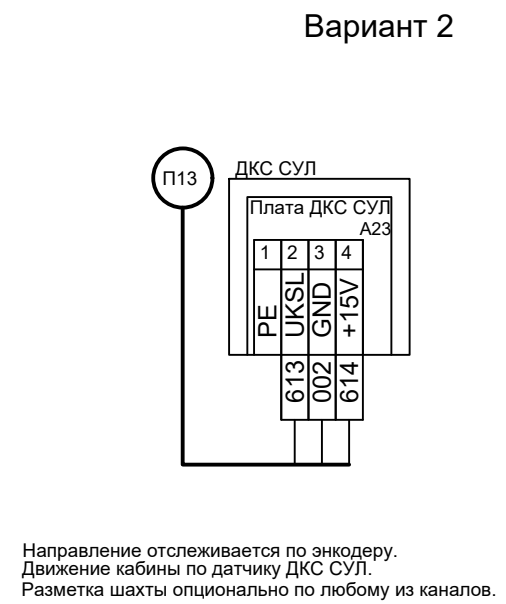 Вариант 2
П13
ДКС СУЛ
Плата ДКС СУЛ
А23
1 2 3 4
PE UKSL GND +15V
613 002 614
Направление отслеживается по энкодеру.
Движение кабины по датчику ДКС СУЛ.
Разметка шахты опционально по любому из каналов.